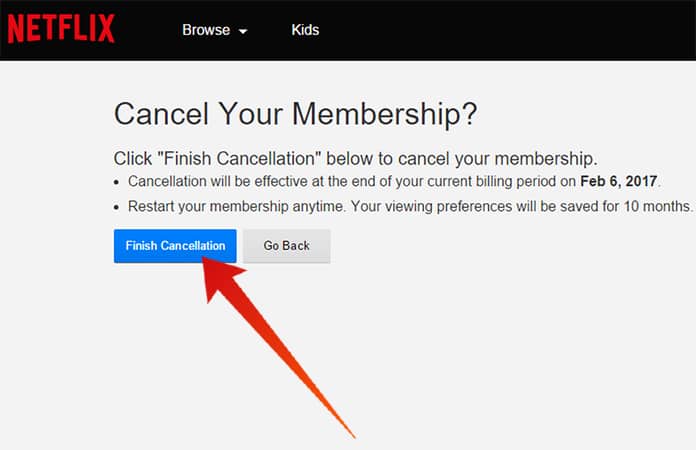 NETFLIX Browse Kids
Cancel Your Membership?
Click "Finish Cancellation" below to cancel your membership.
• Cancellation will be effective at the end of your current billing period on Feb 6, 2017.
• Restart your membership anytime. Your viewing preferences will be saved for 10 months.
Finish Cancellation Go Back